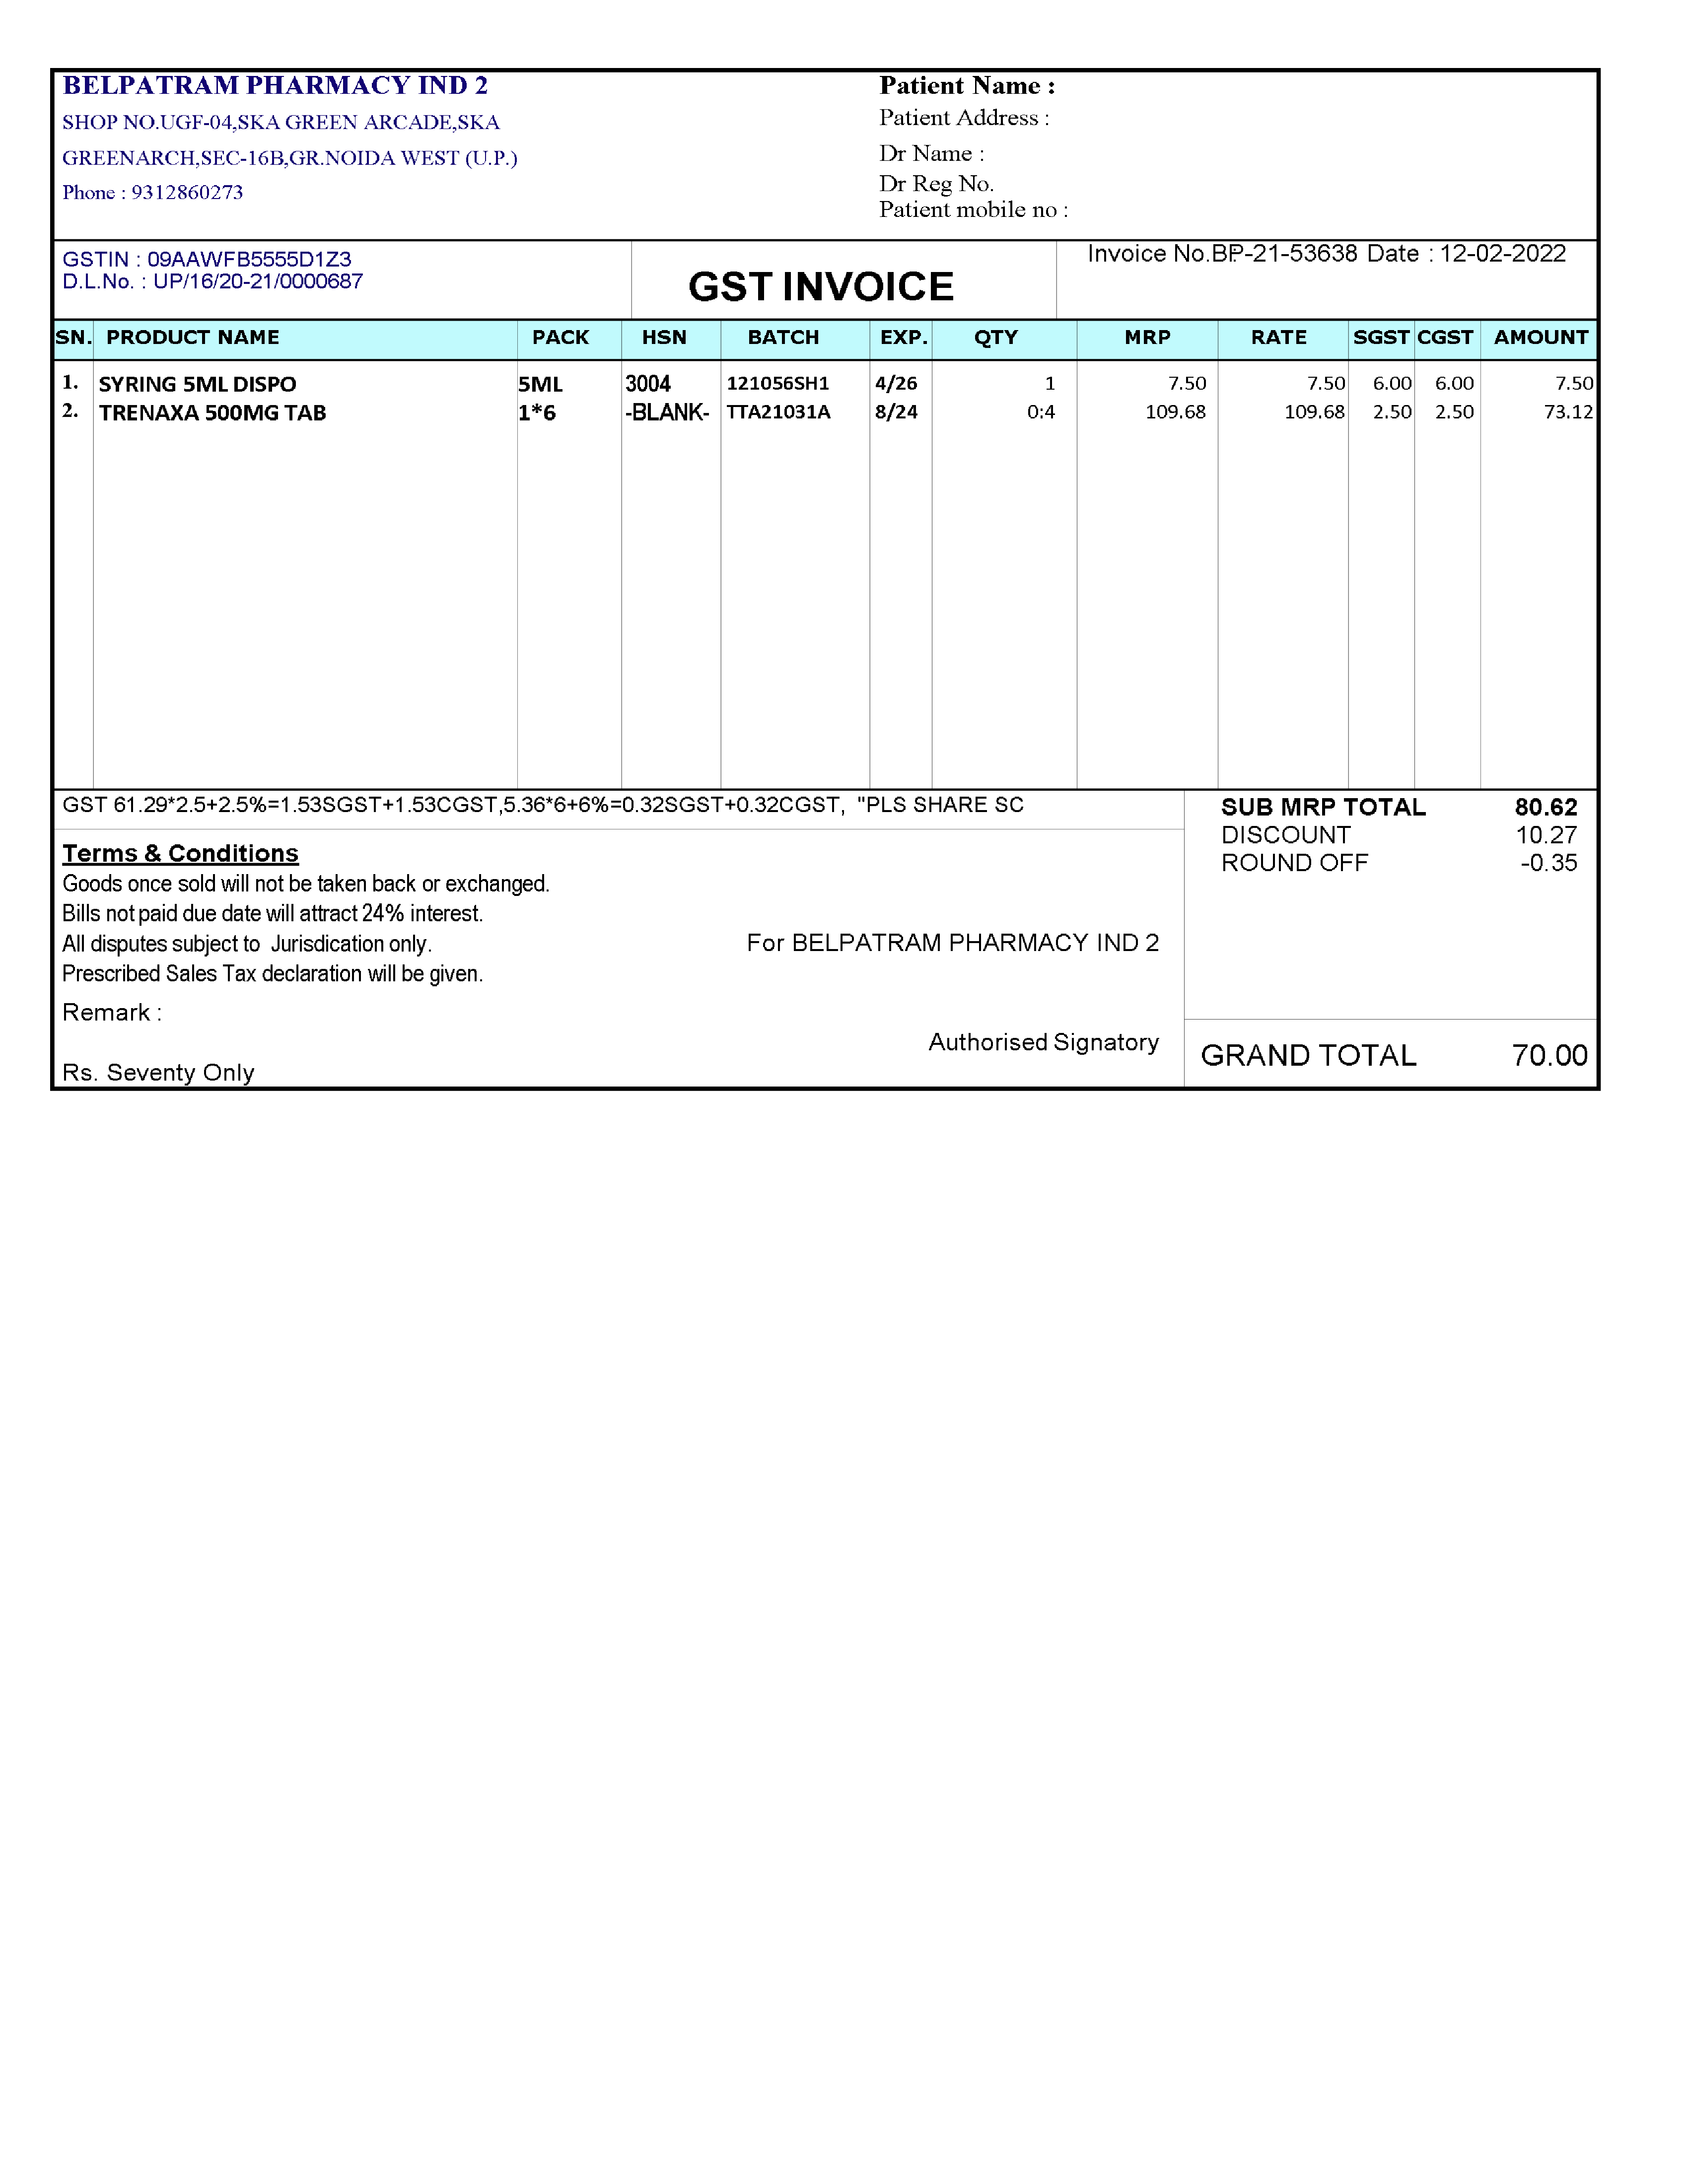 BELPATRAM PHARMACY IND 2
SHOP NO.UGF-04,SKA GREEN ARCADE,SKA
GREENARCH,SEC-16B,GR.NOIDA WEST (U.P.)
Phone : 9312860273
Patient Name :
Patient Address :
Dr Name :
Dr Reg No.
Patient mobile no :
GSTIN : 09AAWFB5555D1Z3
D.L.No. : UP/16/20-21/0000687
GST INVOICE
Invoice No.BP-21-53638 Date : 12-02-2022
SN. PRODUCT NAME PACK HSN BATCH EXP. QTY MRP RATE SGST CGST AMOUNT
1. SYRING 5ML DISPO 5ML 3004 121056SH1 4/26 1 7.50 7.50 6.00 6.00 7.50
2. TRENAXA 500MG TAB 1*6 -BLANK- TTA21031A 8/24 0:4 109.68 109.68 2.50 2.50 73.12
GST 61.29*2.5+2.5%=1.53SGST+1.53CGST,5.36*6+6%=0.32SGST+0.32CGST, "PLS SHARE SC
Terms & Conditions
Goods once sold will not be taken back or exchanged.
Bills not paid due date will attract 24% interest.
All disputes subject to Jurisdication only.
Prescribed Sales Tax declaration will be given.
Remark :
Rs. Seventy Only
For BELPATRAM PHARMACY IND 2
Authorised Signatory
SUB MRP TOTAL 80.62
DISCOUNT 10.27
ROUND OFF -0.35
GRAND TOTAL 70.00